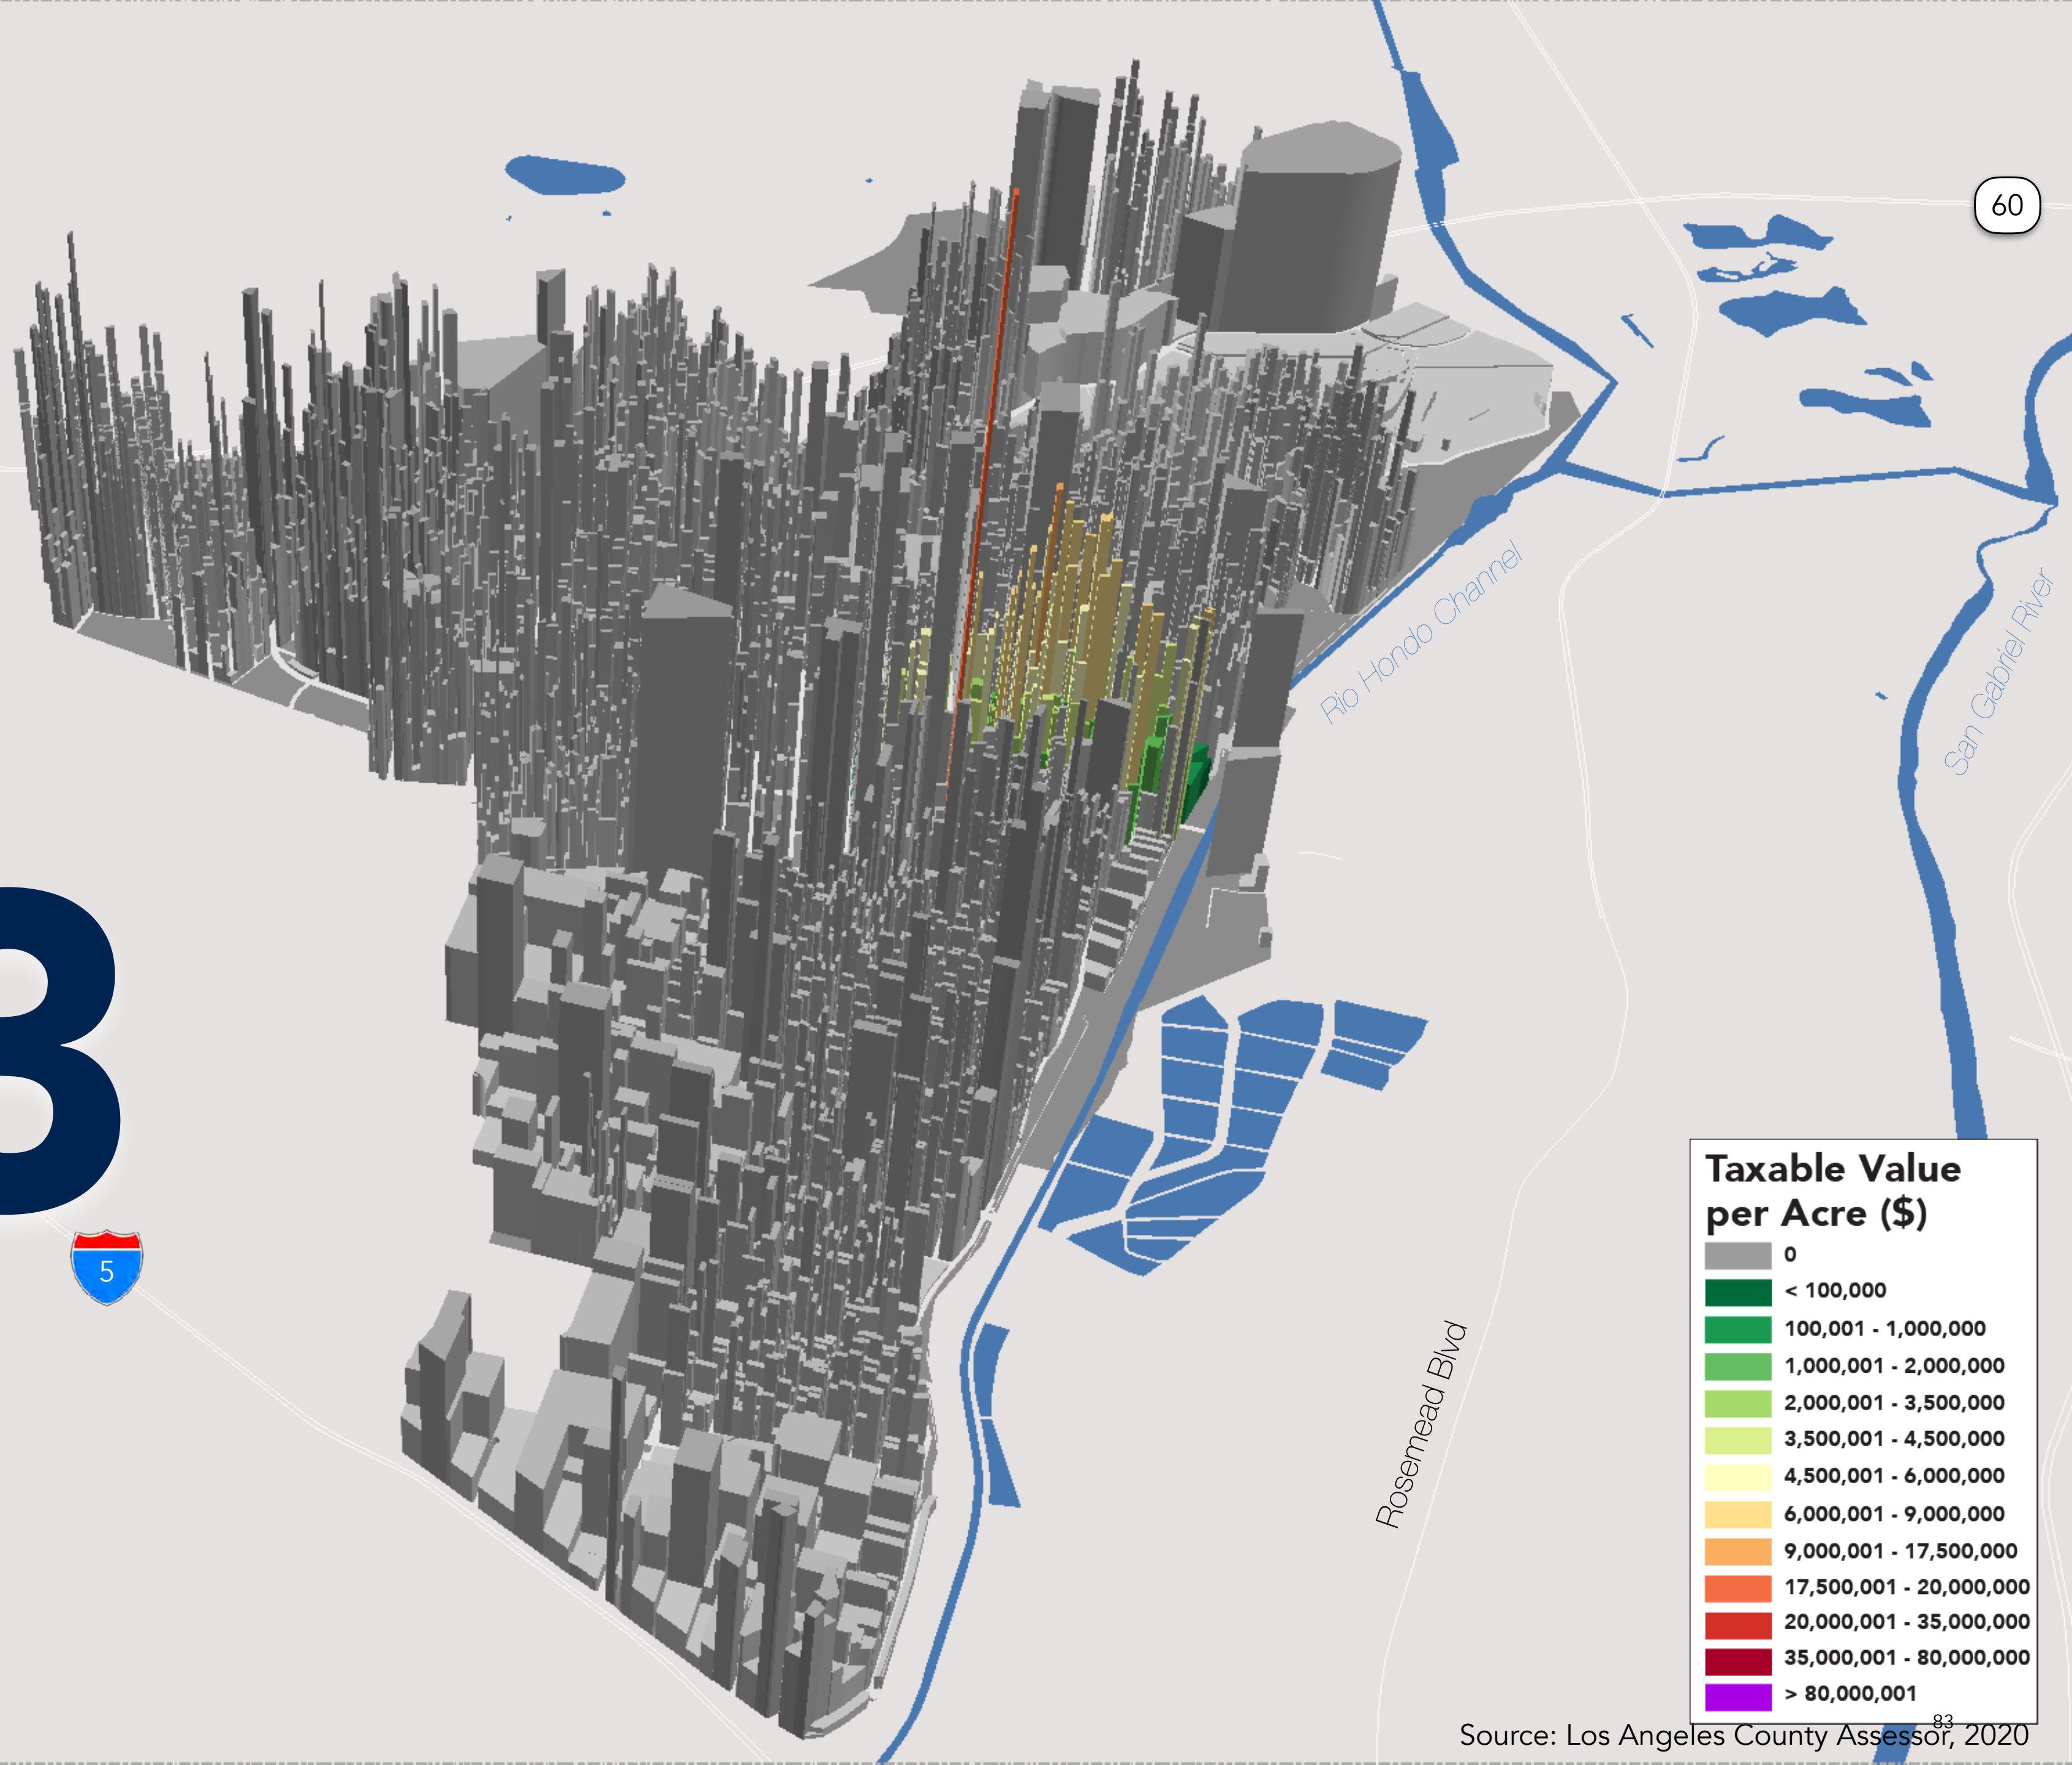 60
Rio Hondo Channel
San Gabriel River
3
5
Rosemead Blvd
Taxable Value
per Acre ($)
0
< 100,000
100,001 - 1,000,000
1,000,001 - 2,000,000
2,000,001 - 3,500,000
3,500,001 - 4,500,000
4,500,001 - 6,000,000
6,000,001 - 9,000,000
9,000,001 - 17,500,000
17,500,001 - 20,000,000
20,000,001 - 35,000,000
35,000,001 - 80,000,000
> 80,000,001
83
Source: Los Angeles County Assessor, 2020